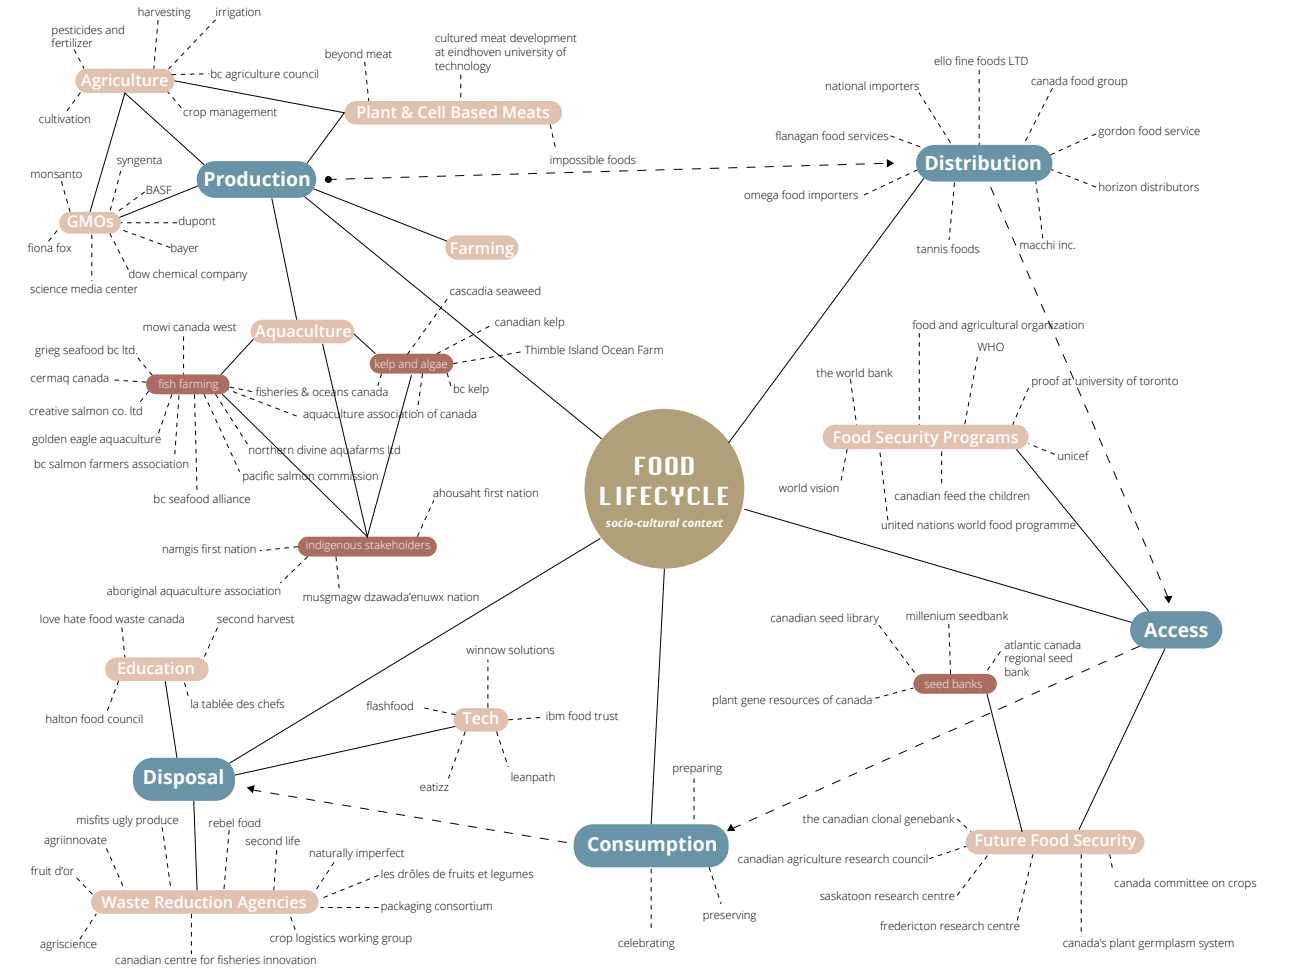 harvesting
irrigation
pesticides and
fertilizer
Agriculture
bc agriculture council
cultivation
crop management
beyond meat
cultured meat development
at eindhoven university of
technology
Plant & Cell Based Meats
impossible foods
Production
syngenta
monsanto
BASF
GMOs
dupont
fiona fox
bayer
dow chemical company
science media center
Farming
ello fine foods LTD
national importers
canada food group
flanagan food services
gordon food service
Distribution
omega food importers
horizon distributors
tannis foods
macchi inc.
cascadia seaweed
mowi canada west
Aquaculture
canadian kelp
grieg seafood bc ltd.
Thimble Island Ocean Farm
kelp and algae
cermaq canada
fish farming
fisheries & oceans canada
bc kelp
creative salmon co. ltd
aquaculture association of canada
golden eagle aquaculture
northern divine aquafarms ltd
bc salmon farmers association
pacific salmon commission
bc seafood alliance
ahousaht first nation
namgis first nation
indigenous stakeholders
aboriginal aquaculture association
musgmagw dzawada'enuwx nation
FOOD
LIFECYCLE
socio-cultural context
food and agricultural organization
WHO
the world bank
proof at university of toronto
Food Security Programs
unicef
world vision
canadian feed the children
united nations world food programme
Access
canadian seed library
millenium seedbank
atlantic canada
regional seed
bank
seed banks
plant gene resources of canada
love hate food waste canada
second harvest
Education
la tablée des chefs
halton food council
winnow solutions
flashfood
Tech
ibm food trust
leanpath
eatizz
Disposal
misfits ugly produce
rebel food
agriinnovate
second life
naturally imperfect
fruit d'or
les drôles de fruits et legumes
Waste Reduction Agencies
packaging consortium
agriscience
crop logistics working group
canadian centre for fisheries innovation
preparing
Consumption
preserving
celebrating
the canadian clonal genebank
Future Food Security
canadian agriculture research council
canada committee on crops
saskatoon research centre
fredericton research centre
canada's plant germplasm system